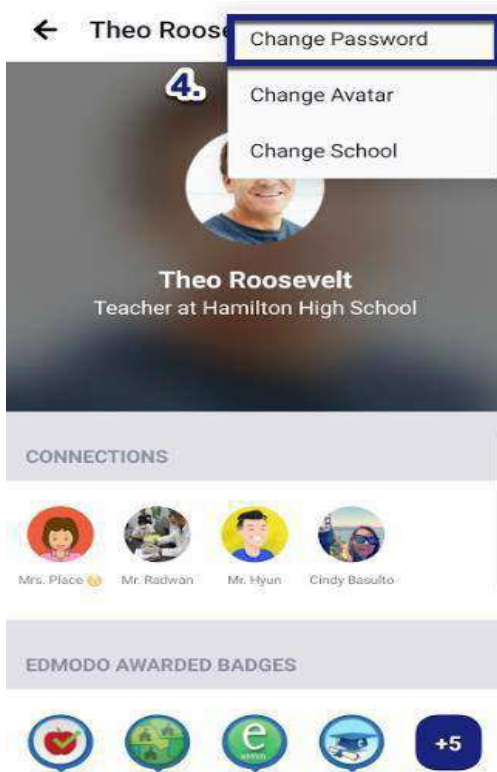 ← Theo Roose
Change Password
4.
Change Avatar
Change School
Theo Roosevelt
Teacher at Hamilton High School
CONNECTIONS
Mrs. Place Mr. Radwan Mr. Hyun Cindy Basulto
EDMODO AWARDED BADGES
e
+5